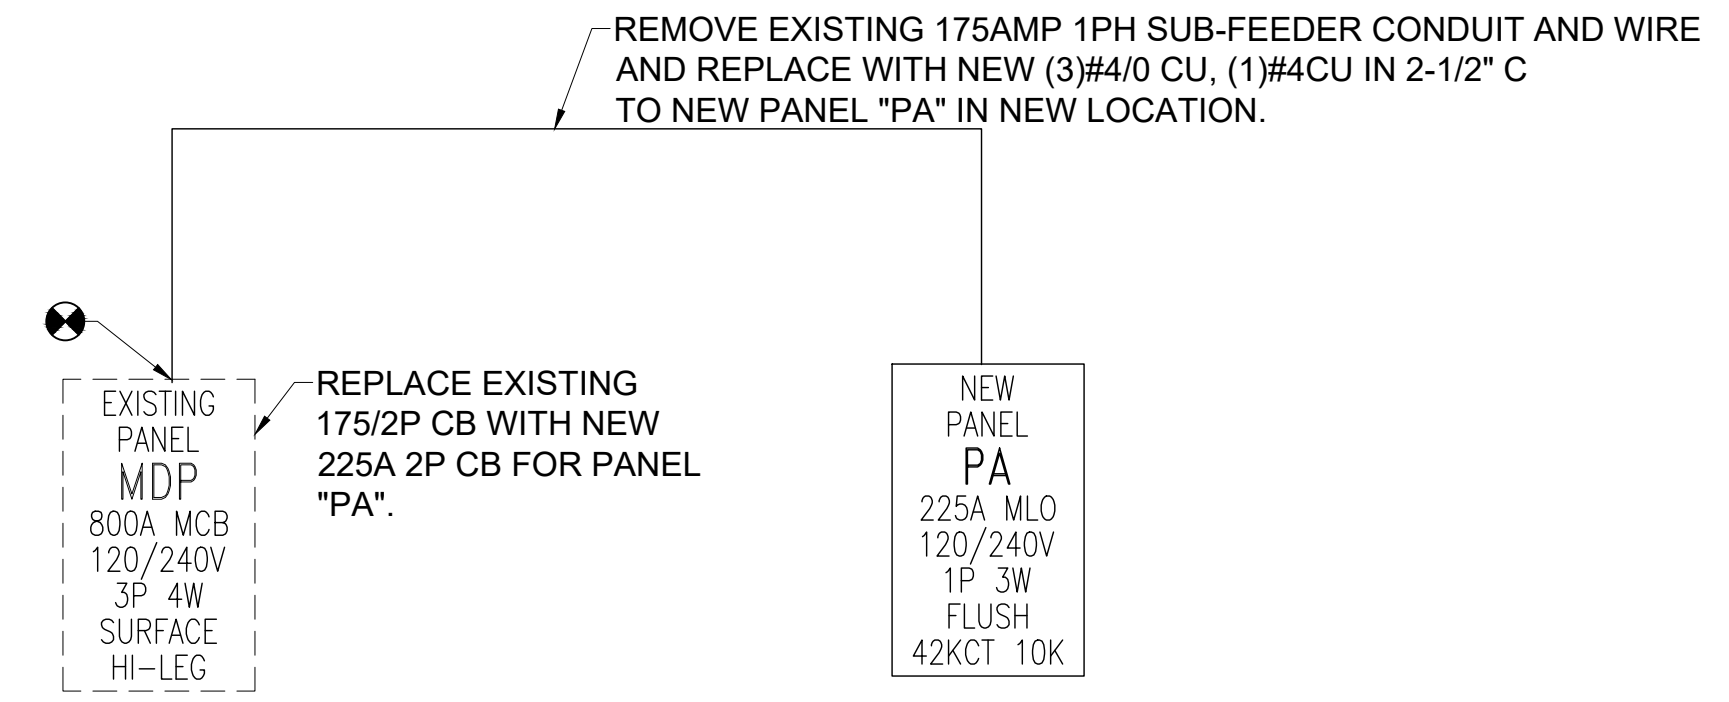 REMOVE EXISTING 175AMP 1PH SUB-FEEDER CONDUIT AND WIRE
AND REPLACE WITH NEW (3)#4/0 CU, (1)#4CU IN 2-1/2" C
TO NEW PANEL "PA" IN NEW LOCATION.
EXISTING
PANEL
MDP
800A MCB
120/240V
3P 4W
SURFACE
HI-LEG
REPLACE EXISTING
175/2P CB WITH NEW
225A 2P CB FOR PANEL
"PA".
NEW
PANEL
PA
225A MLO
120/240V
1P 3W
FLUSH
42KCT 10K